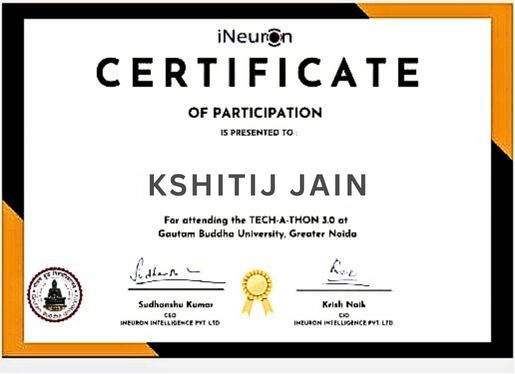 iNeuron
CERTIFICATE
OF PARTICIPATION
IS PRESENTED TO :
KSHITIJ JAIN
For attending the TECH-A-THON 3.0 at
Gautam Buddha University, Greater Noida
Sudhanshu Kumar
CEO
INEURON INTELLIGENCE PVT LTD
Krish Naik
CIO
INEURON INTELLIGENCE PVT. LTD.